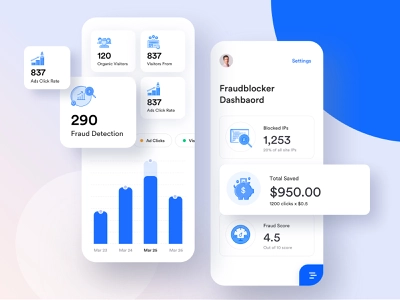 837
Ads Click Rate
120
Organic Visitors
837
Visitors From
290
Fraud Detection
837
Ads Click Rate
Ad Clicks
Vis
Mar 23
Mar 24
Mar 25
Mar 26
Settings
Fraudblocker
Dashbaord
Blocked IPs
1,253
20% of all site IPs
Total Saved
$950.00
1200 clicks x $0.5
Fraud Score
4.5
Out of 10 score